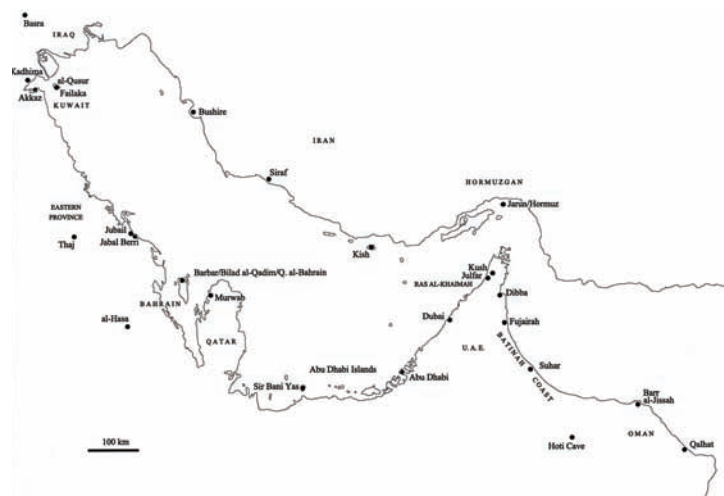 Basra
IRAQ
Kadhima
al-Qusur
Failaka
Akkaz
KUWAIT
Bushire
IRAN
Siraf
HORMUZGAN
Jarun/Hormuz
EASTERN
PROVINCE
Jubail
Jabal Berri
Thaj
Kish
Kush
Julfar
RAS AL-KHAIMAH
Barbar/Bilad al-Qadim/Q. al-Bahrain
Murwab
BAHRAIN
Dibba
al-Hasa
Dubai
Fujairah
QATAR
U.A.E.
BATINAH COAST
Suhar
Abu Dhabi Islands
Abu Dhabi
Sir Bani Yas
Barr
al-Jissah
OMAN
Hoti Cave
Qalhat
100 km